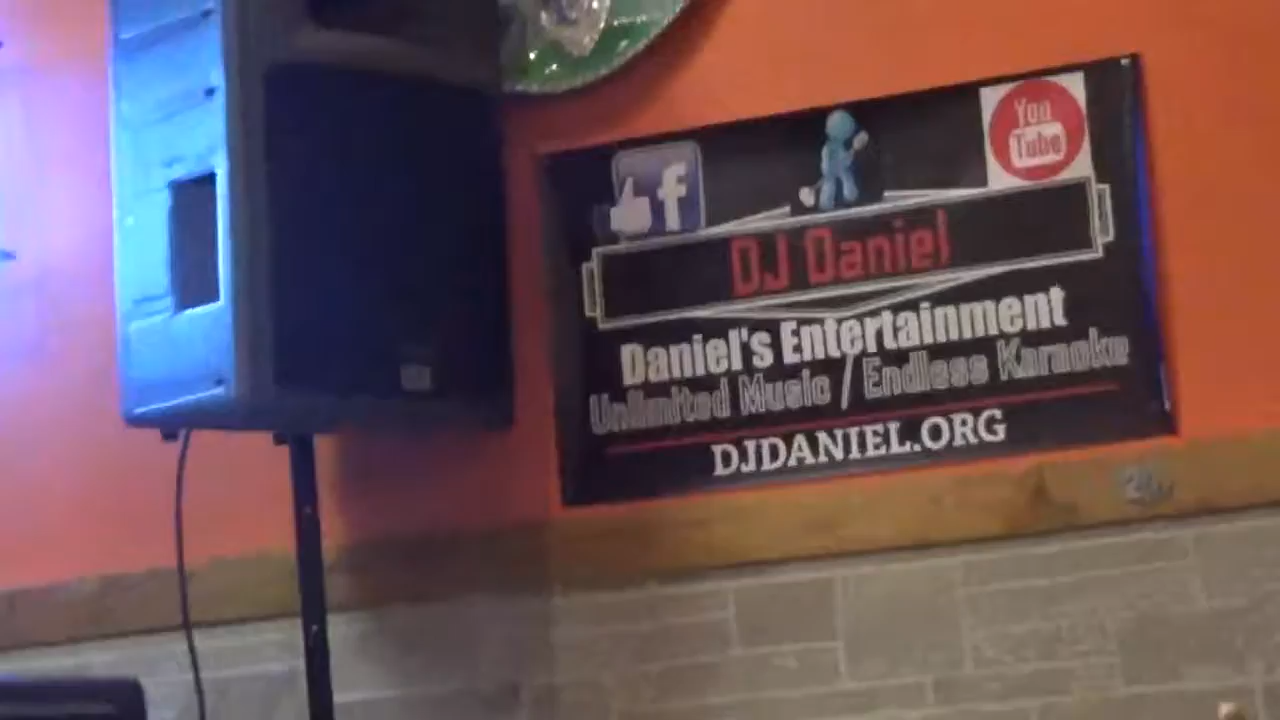 f
You
Tube
DJ Daniel
Daniel's Entertainment
Unlimited Music / Endless Karaoke
DJDANIEL.ORG